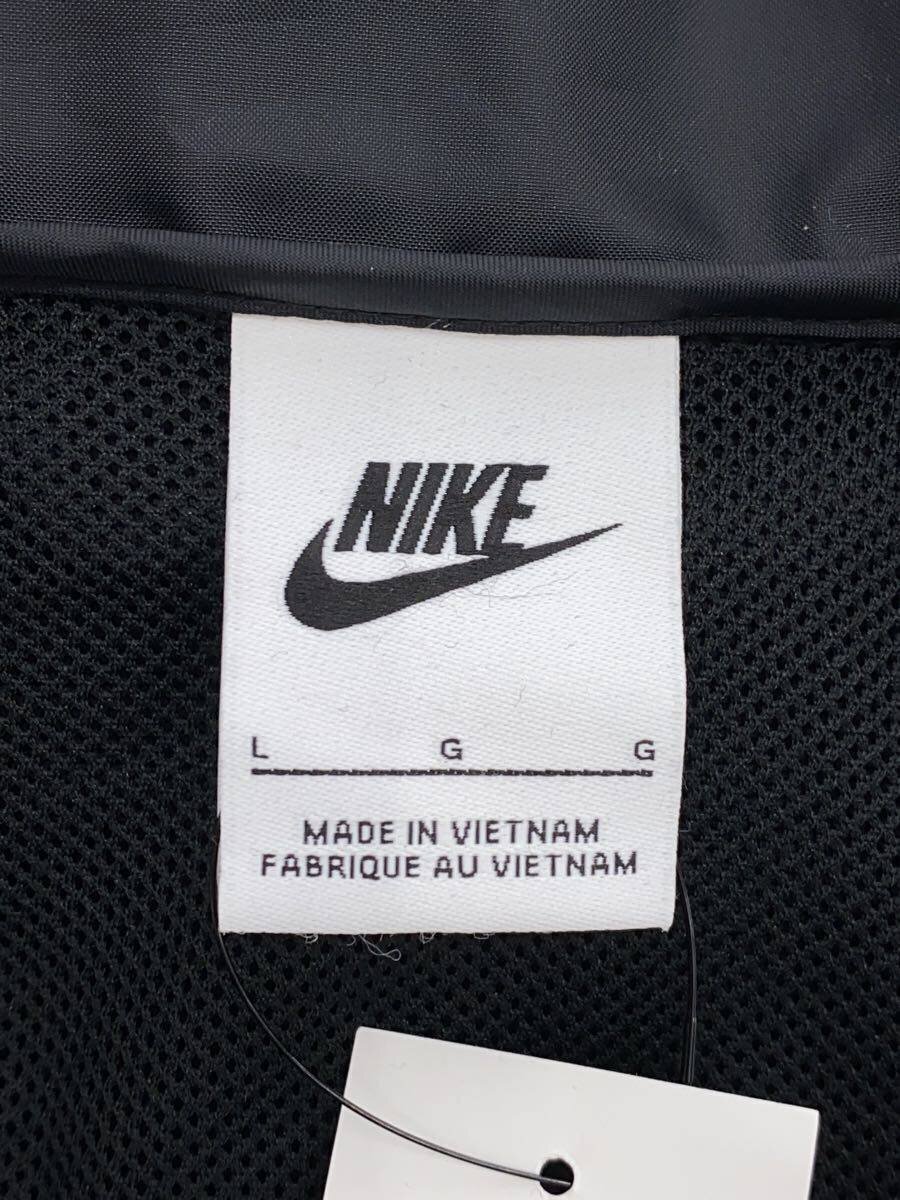 NIKE
L G G
MADE IN VIETNAM
FABRIQUE AU VIETNAM